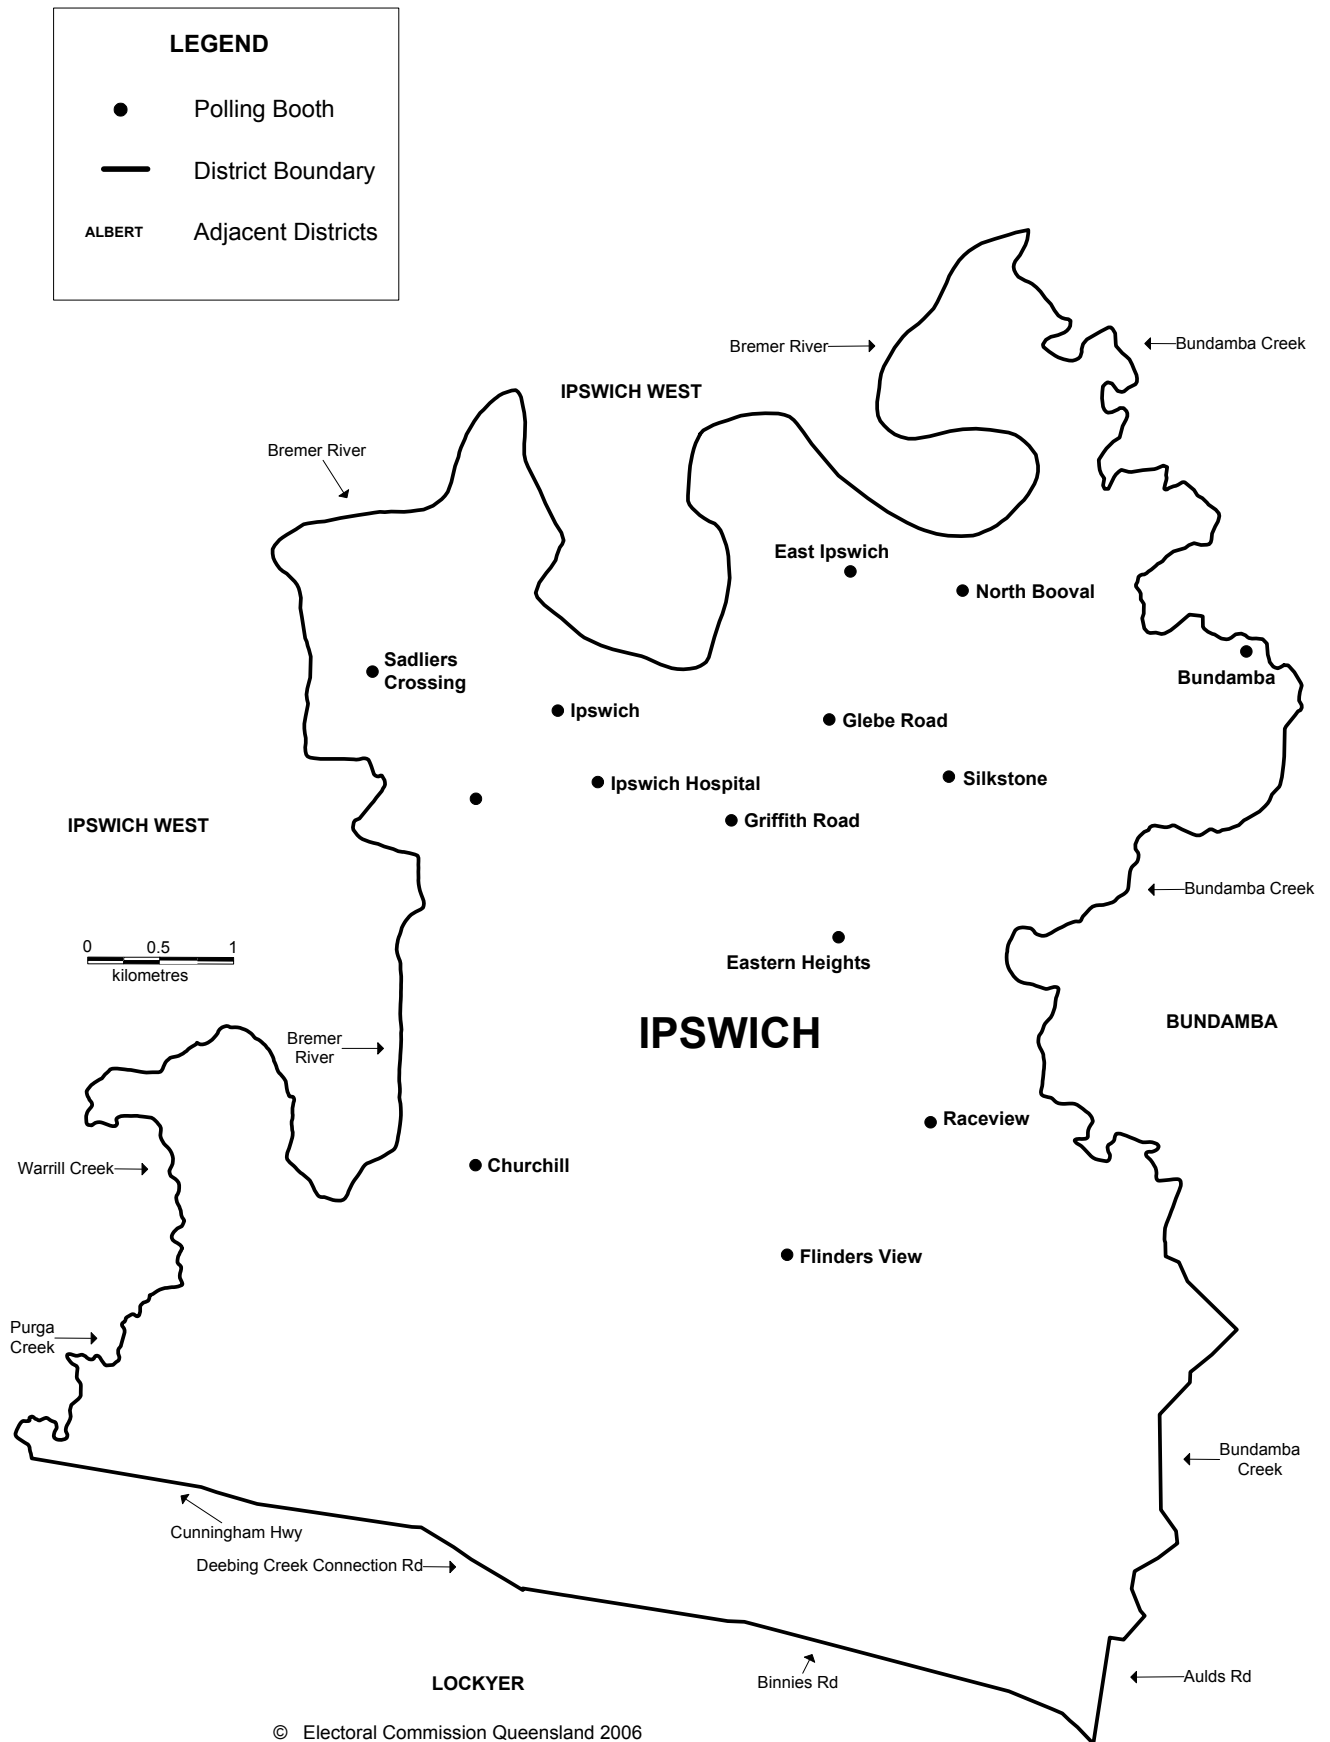 LEGEND
Polling Booth
District Boundary
ALBERT Adjacent Districts
Bremer River
Bundamba Creek
IPSWICH WEST
Bremer River
East Ipswich
North Booval
Sadliers
Crossing
Bundamba
Ipswich
Glebe Road
Ipswich Hospital
Silkstone
Griffith Road
IPSWICH WEST
Bundamba Creek
0 0.5 1
kilometres
Eastern Heights
IPSWICH
BUNDAMBA
Bremer
River
Raceview
Warrill Creek
Churchill
Flinders View
Purga
Creek
Bundamba
Creek
Cunningham Hwy
Deebing Creek Connection Rd
LOCKYER
Binnies Rd
Aulds Rd
© Electoral Commission Queensland 2006